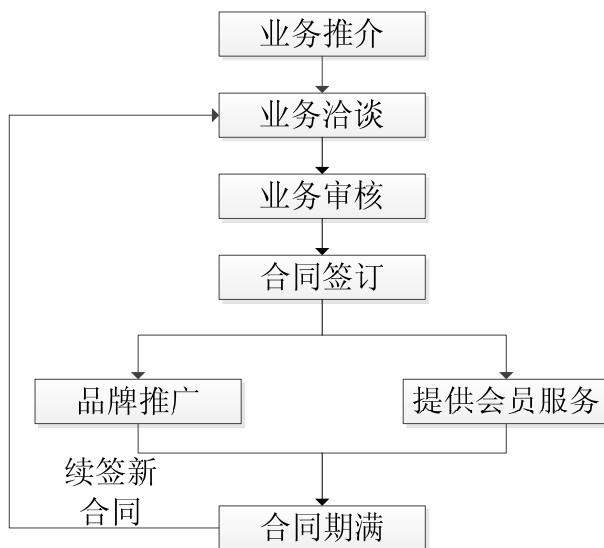 业务推介
业务洽谈
业务审核
合同签订
品牌推广
提供会员服务
续签新
合同
合同期满